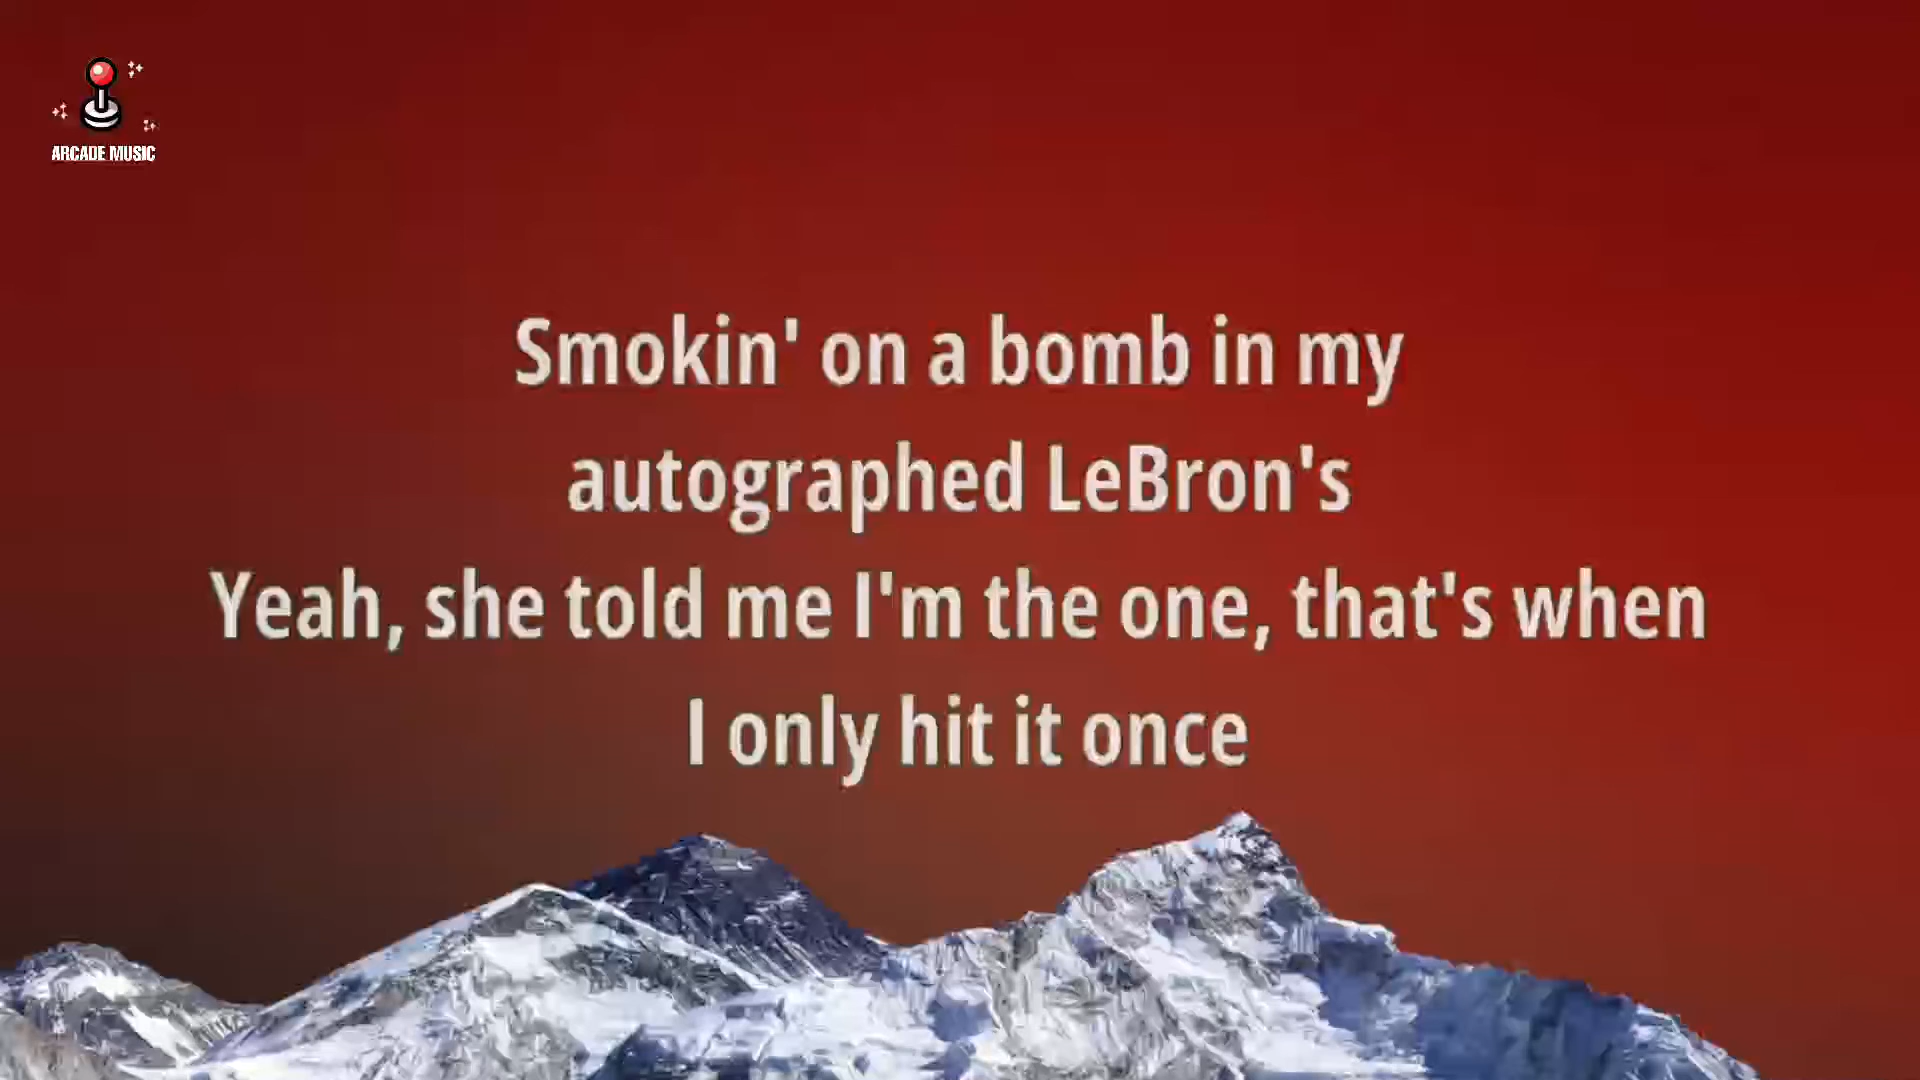 ARCADE MUSIC
Smokin' on a bomb in my
autographed LeBron's
Yeah, she told me I'm the one, that's when
I only hit it once